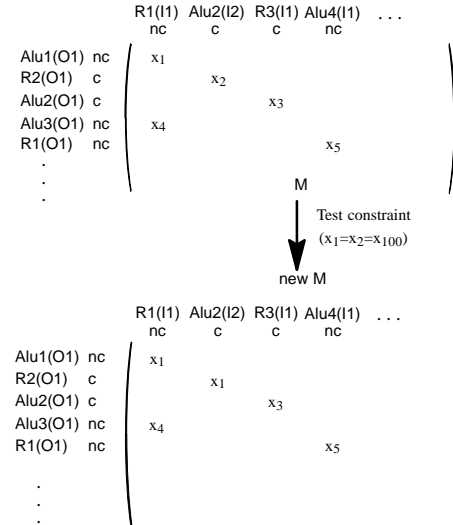 R1(I1) Alu2(I2) R3(I1) Alu4(I1) . . .
nc c c nc
Alu1(O1) nc x1
R2(O1) c x2
Alu2(O1) c x3
Alu3(O1) nc x4
R1(O1) nc x5
.
.
.
M
Test constraint
(x1=x2=x100)
new M
R1(I1) Alu2(I2) R3(I1) Alu4(I1) . . .
nc c c nc
Alu1(O1) nc x1
R2(O1) c x1
Alu2(O1) c x3
Alu3(O1) nc x4
R1(O1) nc x5
.
.
.